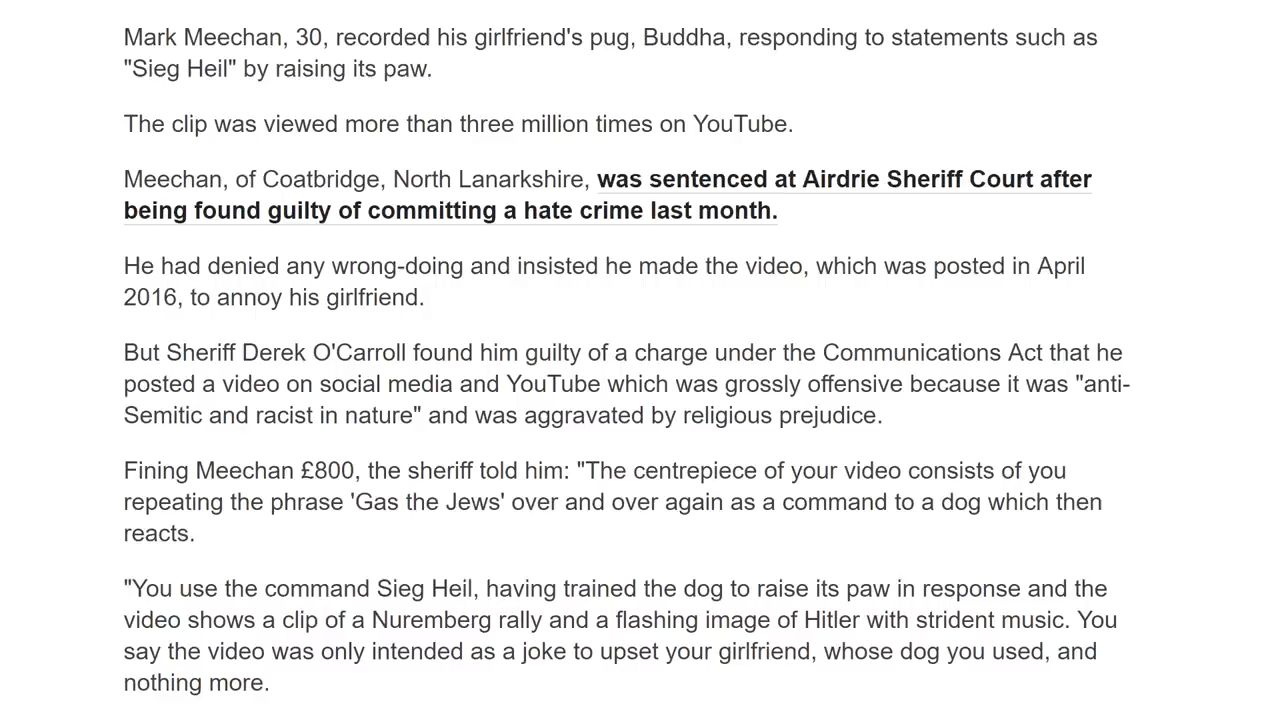 Mark Meechan, 30, recorded his girlfriend's pug, Buddha, responding to statements such as
"Sieg Heil" by raising its paw.
The clip was viewed more than three million times on YouTube.
Meechan, of Coatbridge, North Lanarkshire, was sentenced at Airdrie Sheriff Court after
being found guilty of committing a hate crime last month.
He had denied any wrong-doing and insisted he made the video, which was posted in April
2016, to annoy his girlfriend.
But Sheriff Derek O'Carroll found him guilty of a charge under the Communications Act that he
posted a video on social media and YouTube which was grossly offensive because it was "anti-
Semitic and racist in nature" and was aggravated by religious prejudice.
Fining Meechan £800, the sheriff told him: "The centrepiece of your video consists of you
repeating the phrase 'Gas the Jews' over and over again as a command to a dog which then
reacts.
"You use the command Sieg Heil, having trained the dog to raise its paw in response and the
video shows a clip of a Nuremberg rally and a flashing image of Hitler with strident music. You
say the video was only intended as a joke to upset your girlfriend, whose dog you used, and
nothing more.